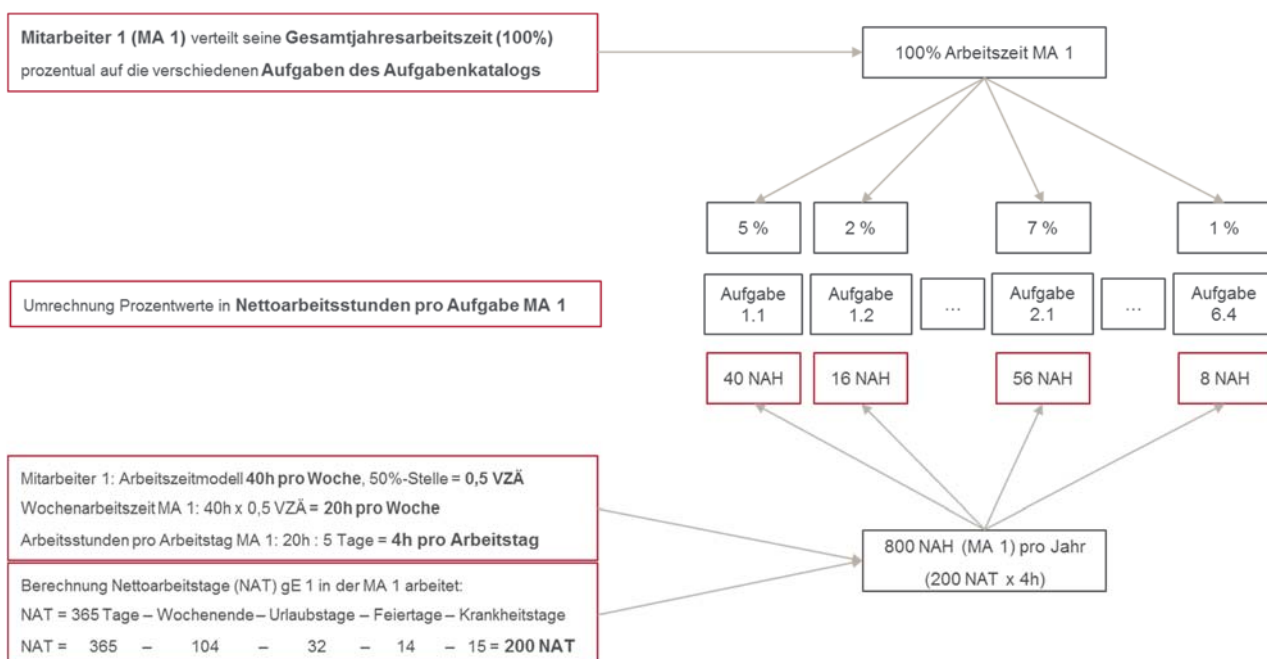 Mitarbeiter 1 (MA 1) verteilt seine Gesamtjahresarbeitszeit (100%)
prozentual auf die verschiedenen Aufgaben des Aufgabenkatalogs
100% Arbeitszeit MA 1
5 % 2 % 7 % 1 %
Umrechnung Prozentwerte in Nettoarbeitsstunden pro Aufgabe MA 1
Aufgabe 1.1
Aufgabe 1.2
...
Aufgabe 2.1
...
Aufgabe 6.4
40 NAH 16 NAH 56 NAH 8 NAH
Mitarbeiter 1: Arbeitszeitmodell 40h pro Woche, 50%-Stelle = 0,5 VZÄ
Wochenarbeitszeit MA 1: 40h x 0,5 VZÄ = 20h pro Woche
Arbeitsstunden pro Arbeitstag MA 1: 20h : 5 Tage = 4h pro Arbeitstag
Berechnung Nettoarbeitstage (NAT) gE 1 in der MA 1 arbeitet:
NAT = 365 Tage – Wochenende – Urlaubstage – Feiertage – Krankheitstage
NAT = 365 – 104 – 32 – 14 – 15 = 200 NAT
800 NAH (MA 1) pro Jahr
(200 NAT x 4h)